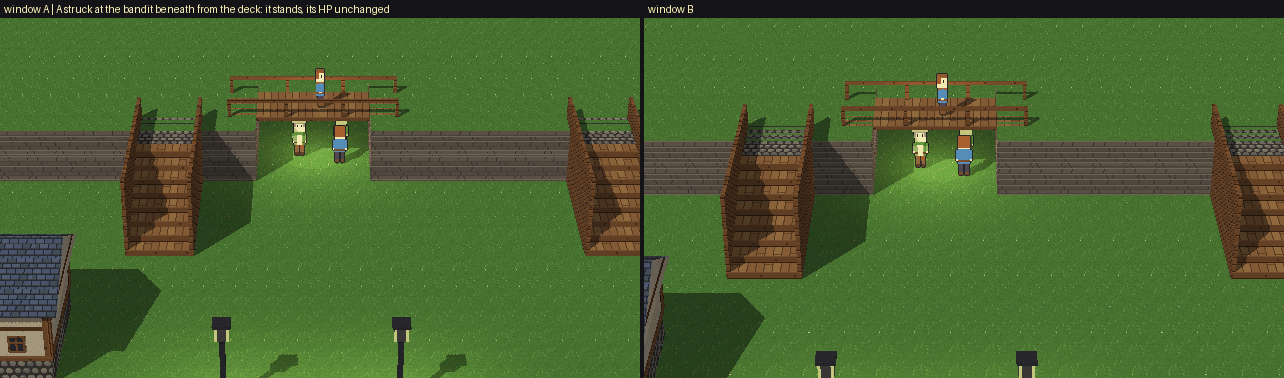 window A| Astruck at the bandit beneath from the deck: it stands, its HP unchanged
window B